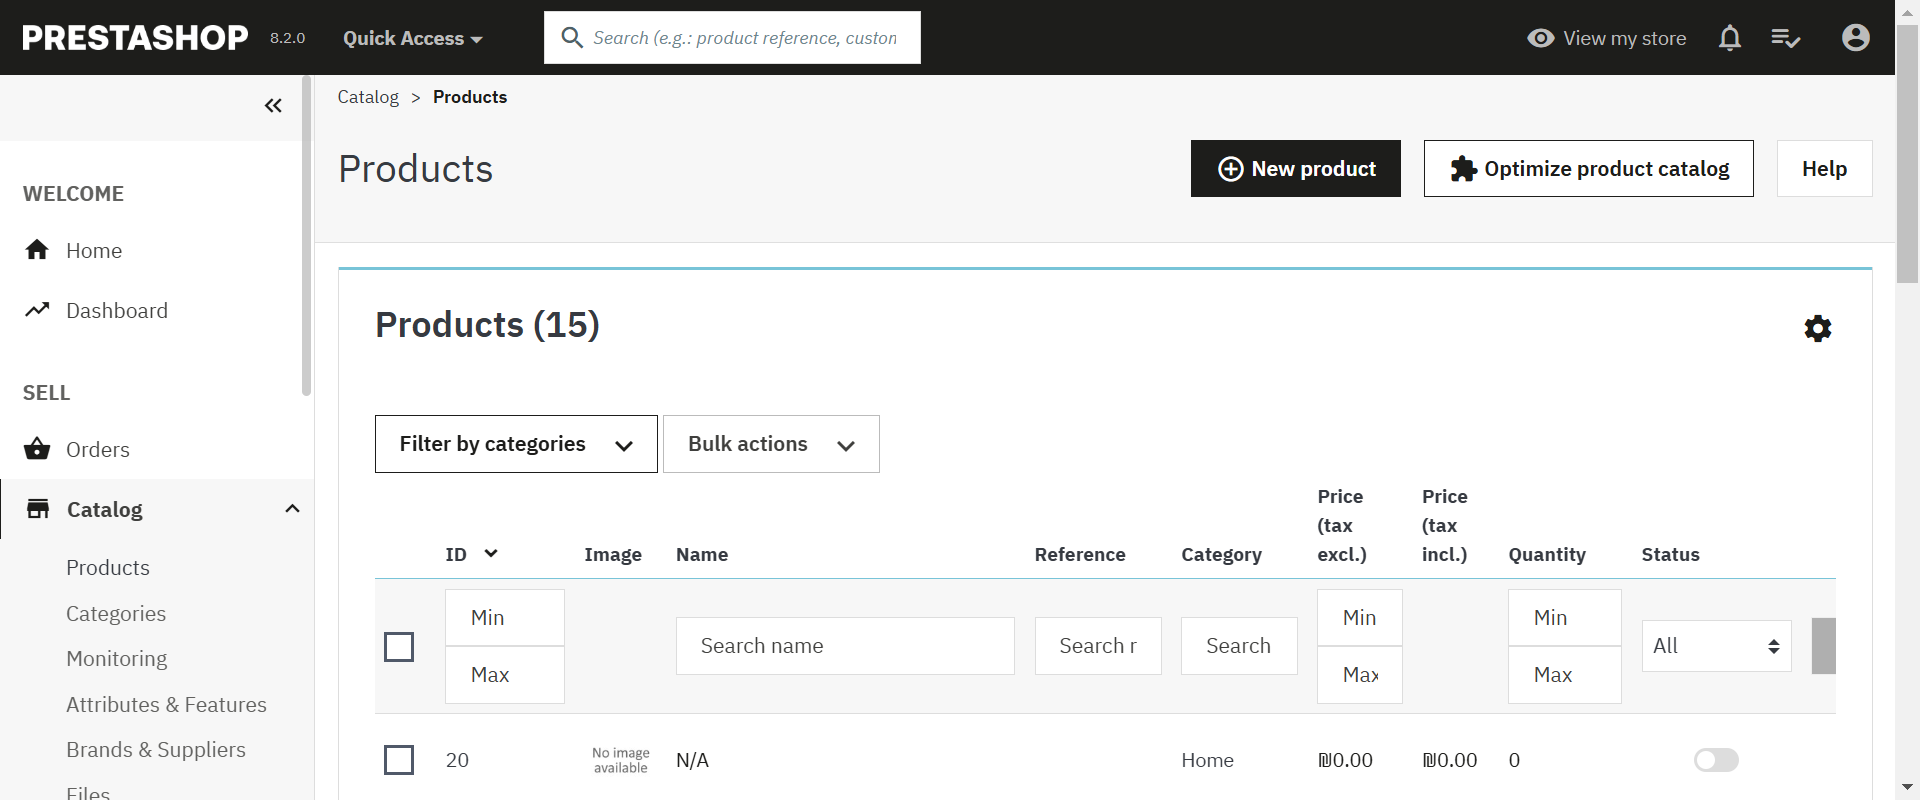 PRESTASHOP 8.2.0 Quick Access Search (e.g.: product reference, custon View my store
Catalog > Products
Products
New product Optimize product catalog Help
WELCOME
Home
Dashboard
SELL
Orders
Catalog
Products
Categories
Monitoring
Attributes & Features
Brands & Suppliers
Files
Products (15)
Filter by categories Bulk actions
ID Image Name Reference Category Price (tax excl.) Price (tax incl.) Quantity Status
Min Search name Search r Search Min Min All
Max Max Max
20 No image available N/A Home ₪0.00 ₪0.00 0